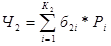 Ч₂ = ∑_{i=1}^{K₂} б₂ᵢ * Pᵢ